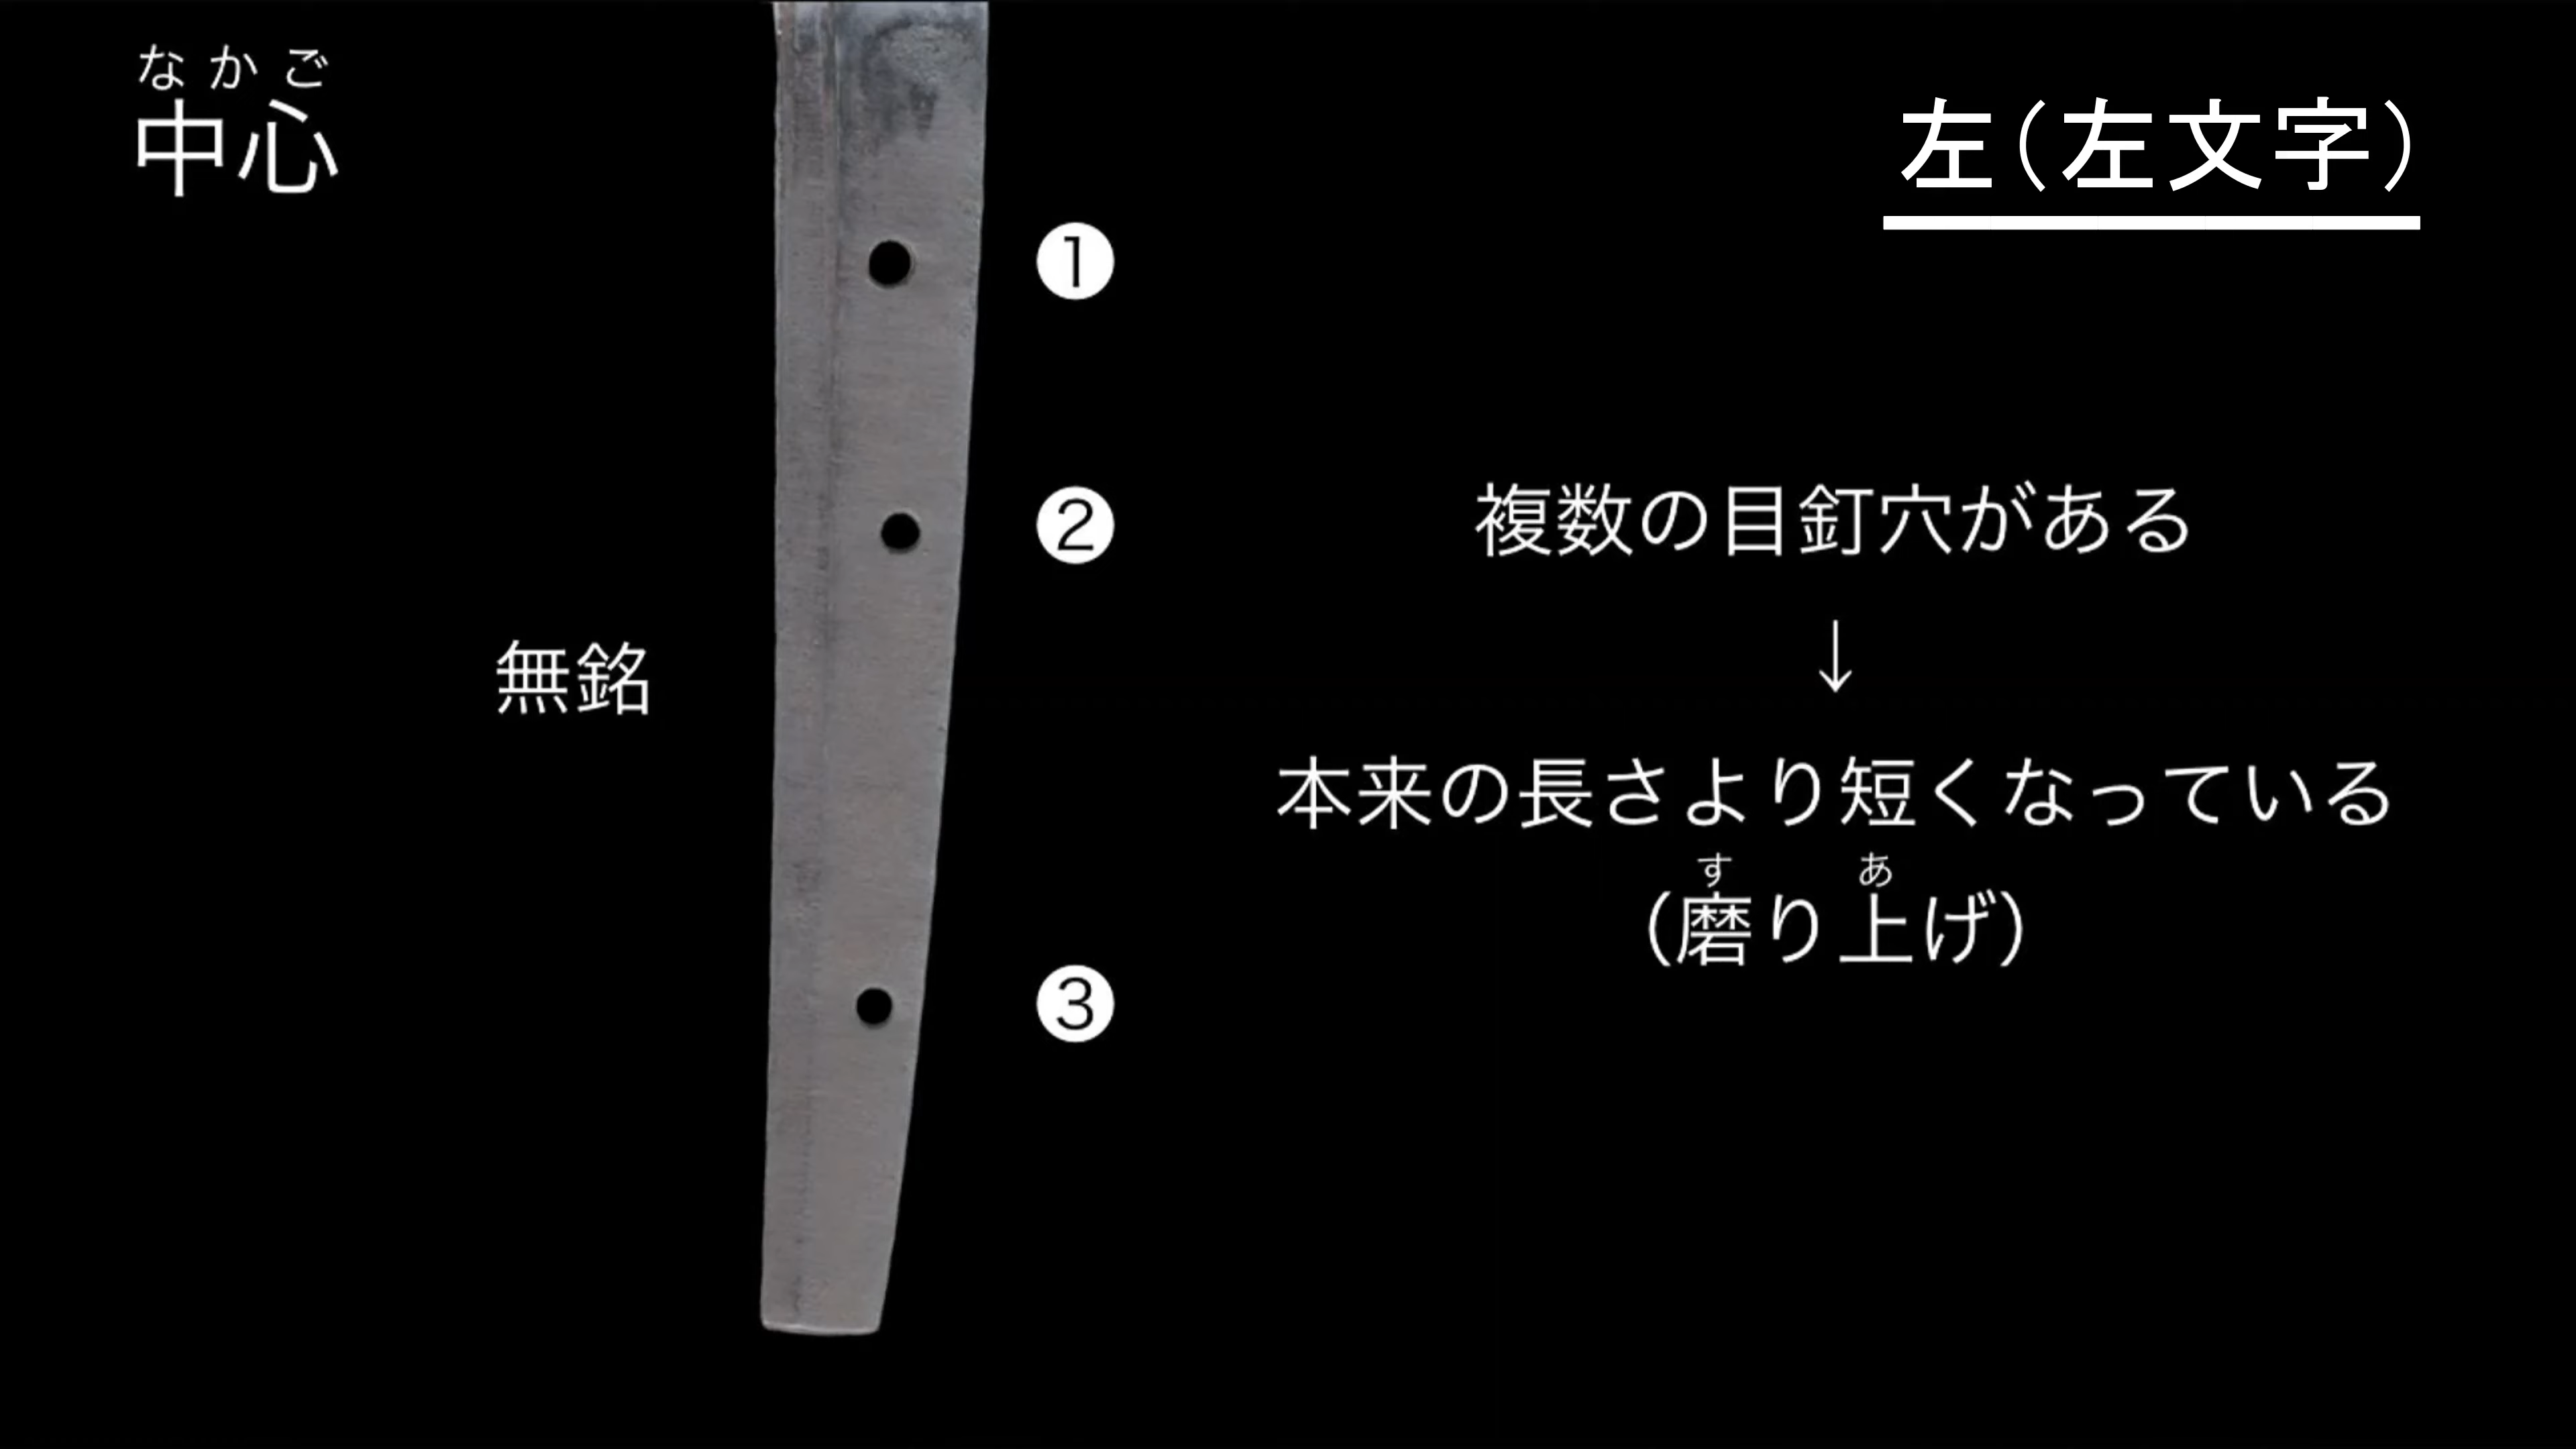 なかご
中心
左（左文字）
❶
❷
❸
無銘
複数の目釘穴がある
↓
本来の長さより短くなっている
す あ
（磨り上げ）